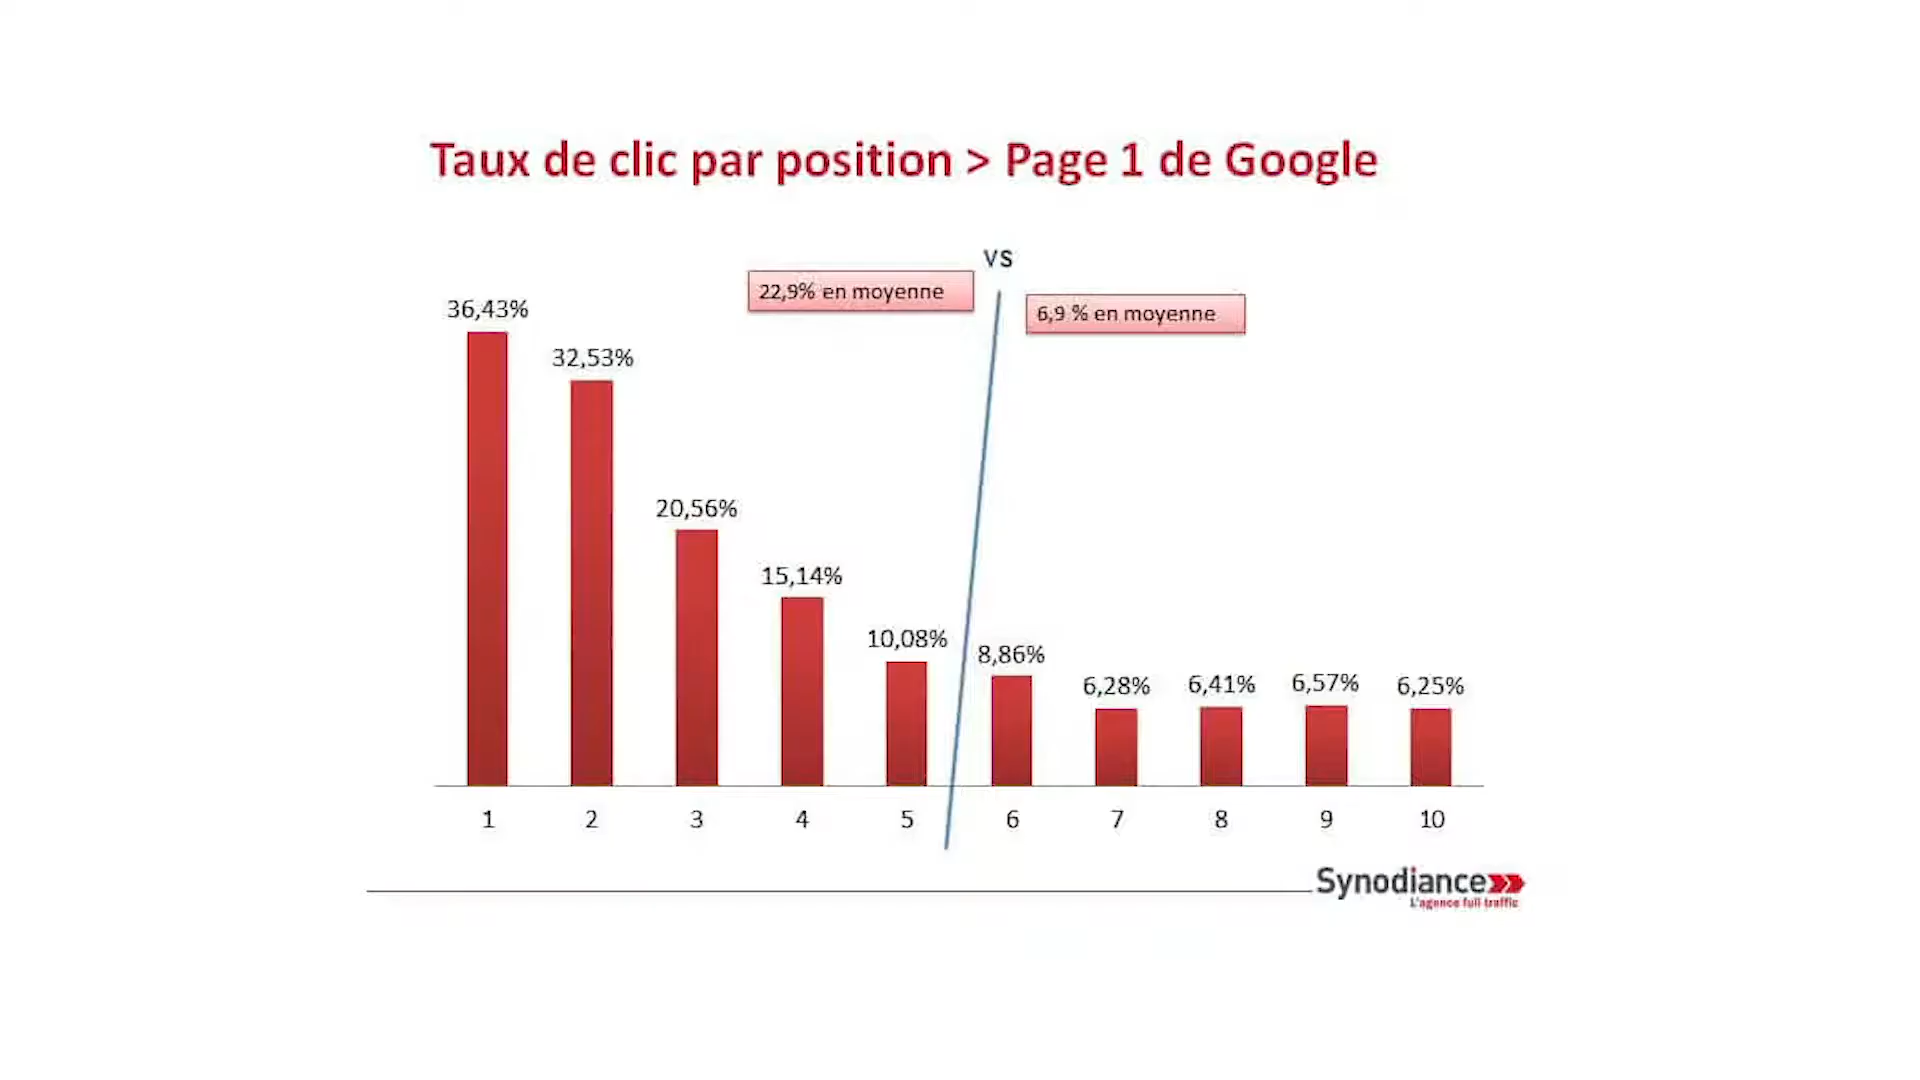 Taux de clic par position > Page 1 de Google
vs
22,9% en moyenne
6,9 % en moyenne
36,43%
32,53%
20,56%
15,14%
10,08%
8,86%
6,28%
6,41%
6,57%
6,25%
1 2 3 4 5 6 7 8 9 10
Synodiance
L'agence full traffic